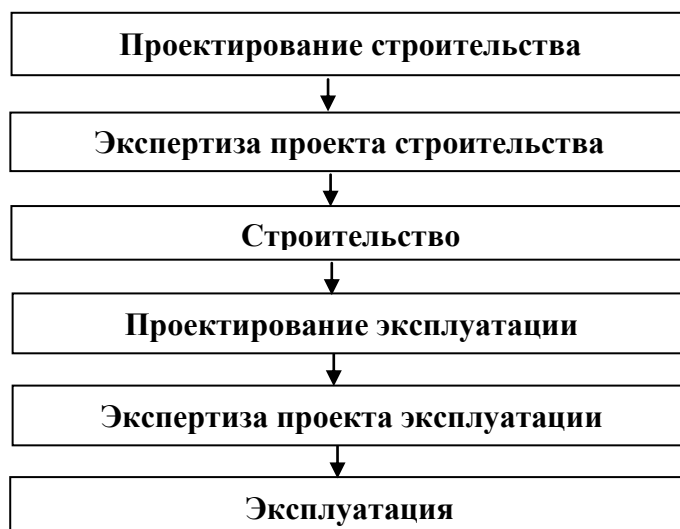 Проектирование строительства
Экспертиза проекта строительства
Строительство
Проектирование эксплуатации
Экспертиза проекта эксплуатации
Эксплуатация